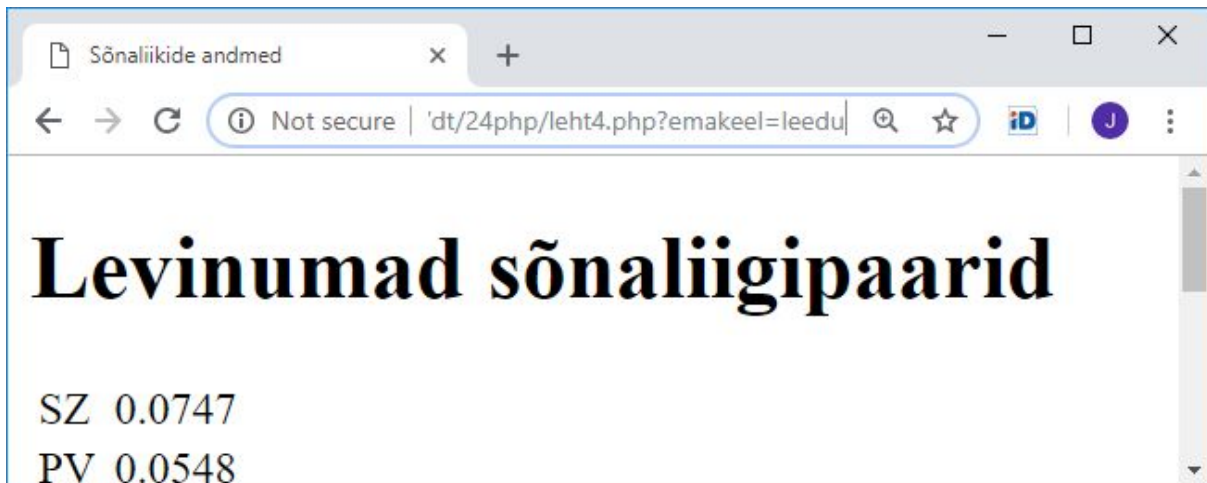 Sõnaliikide andmed
Not secure | 'dt/24php/leht4.php?emakeel=leedu
iD
J
Levinumad sõnaliigipaarid
SZ 0.0747
PV 0.0548